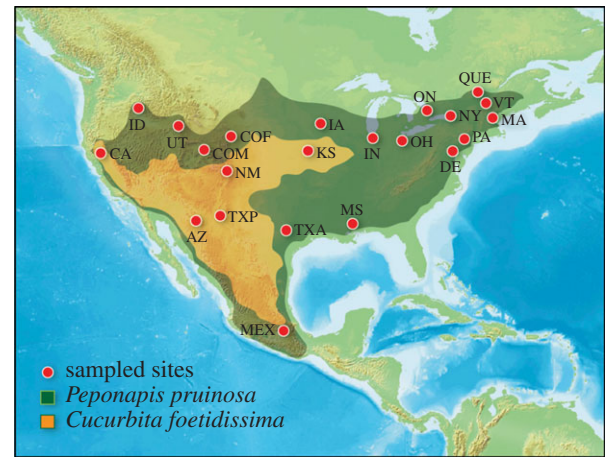 QUE
ON
VT
NY
MA
ID
IA
UT
COF
OH
PA
IN
CA
COM
KS
DE
NM
TXP
MS
AZ
TXA
MEX
sampled sites
Peponapis pruinosa
Cucurbita foetidissima